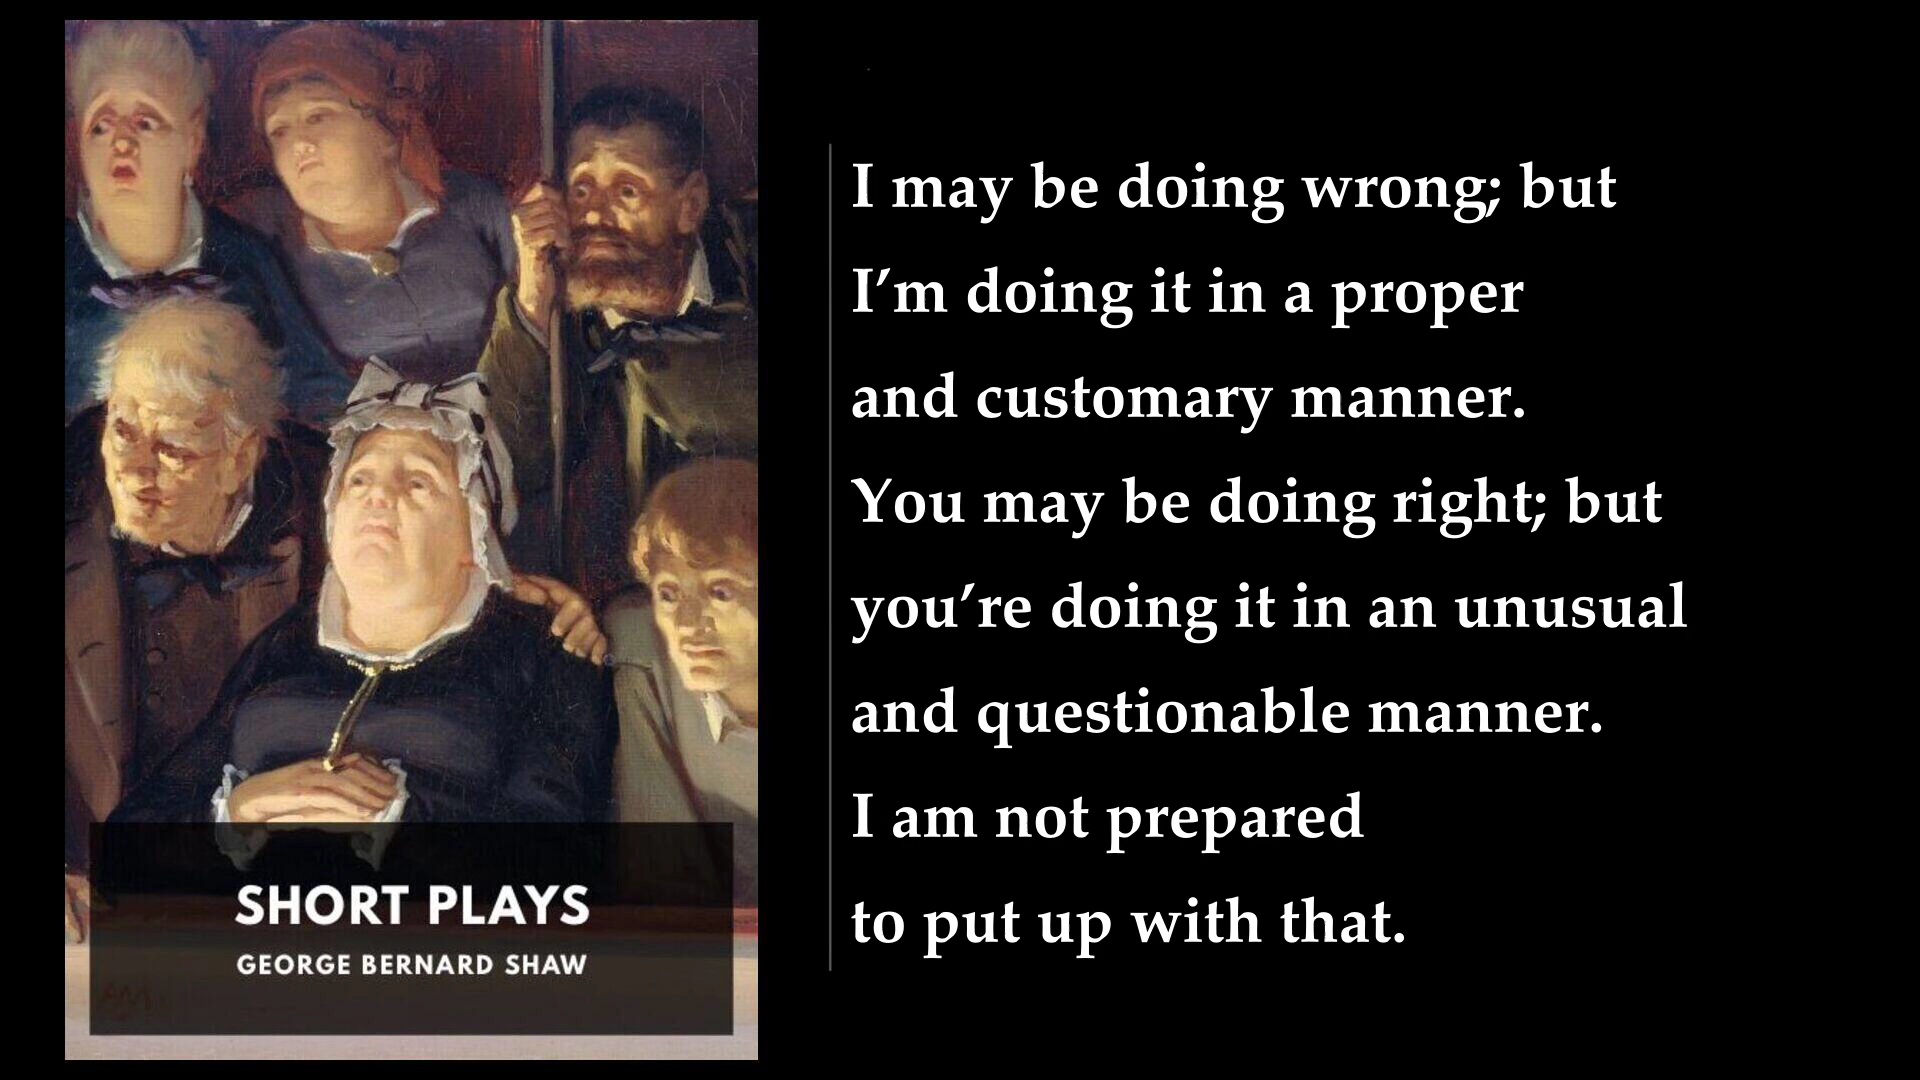 I may be doing wrong; but
I’m doing it in a proper
and customary manner.
You may be doing right; but
you’re doing it in an unusual
and questionable manner.
I am not prepared
to put up with that.
SHORT PLAYS
GEORGE BERNARD SHAW